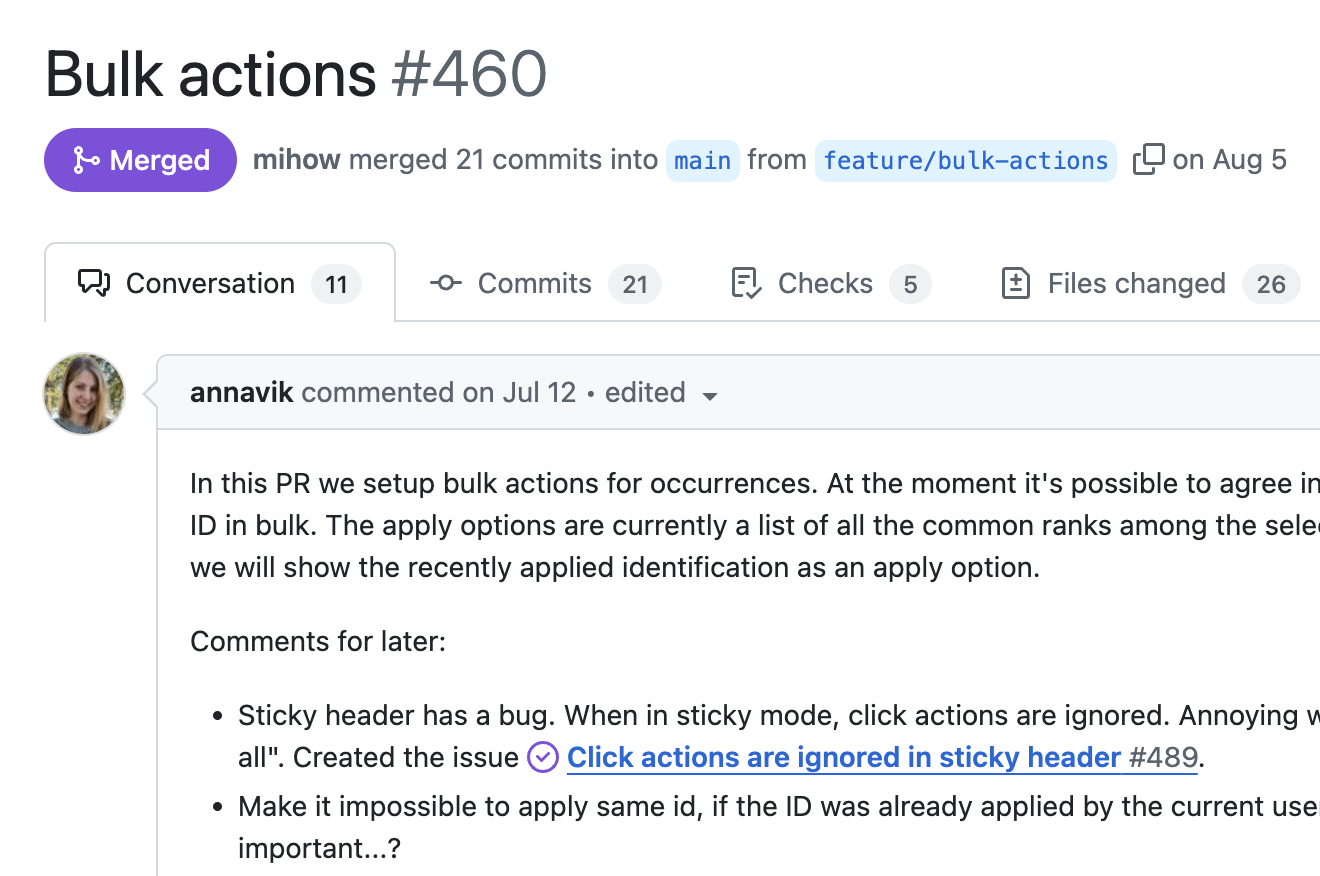 Bulk actions #460
Merged mihow merged 21 commits into main from feature/bulk-actions on Aug 5
Conversation 11 Commits 21 Checks 5 Files changed 26
annavik commented on Jul 12 • edited
In this PR we setup bulk actions for occurrences. At the moment it's possible to agree in
ID in bulk. The apply options are currently a list of all the common ranks among the
we will show the recently applied identification as an apply option.
Comments for later:
• Sticky header has a bug. When in sticky mode, click actions are ignored. Annoying
all". Created the issue Click actions are ignored in sticky header #489.
• Make it impossible to apply same id, if the ID was already applied by the current
important...?